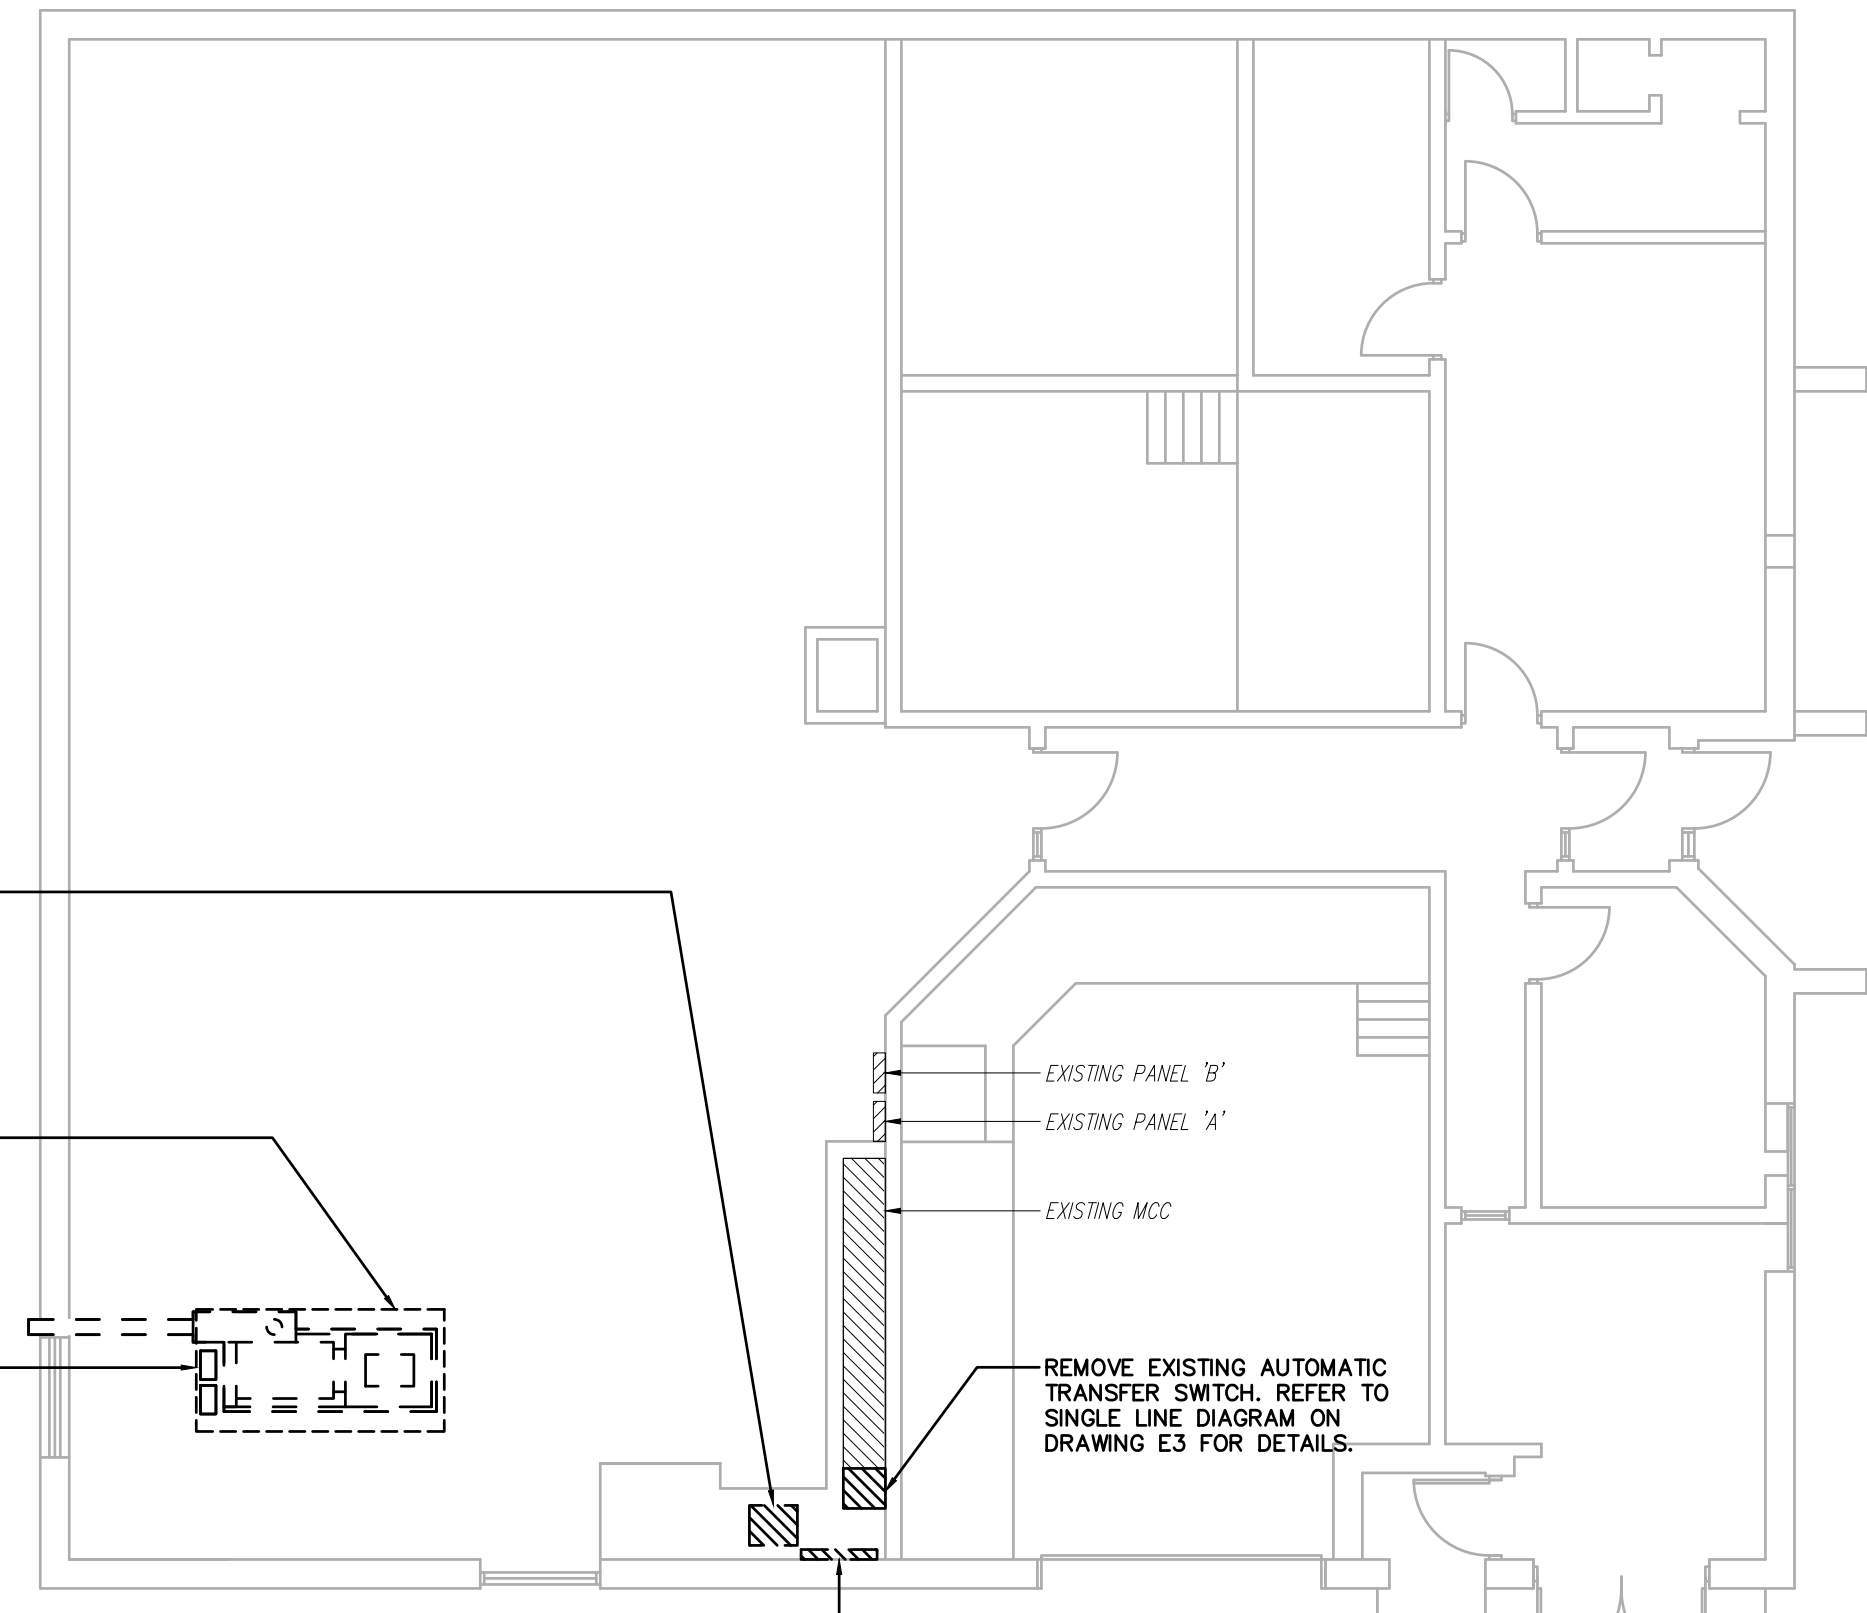 EXISTING PANEL 'B'
EXISTING PANEL 'A'
EXISTING MCC
REMOVE EXISTING AUTOMATIC
TRANSFER SWITCH. REFER TO
SINGLE LINE DIAGRAM ON
DRAWING E3 FOR DETAILS.